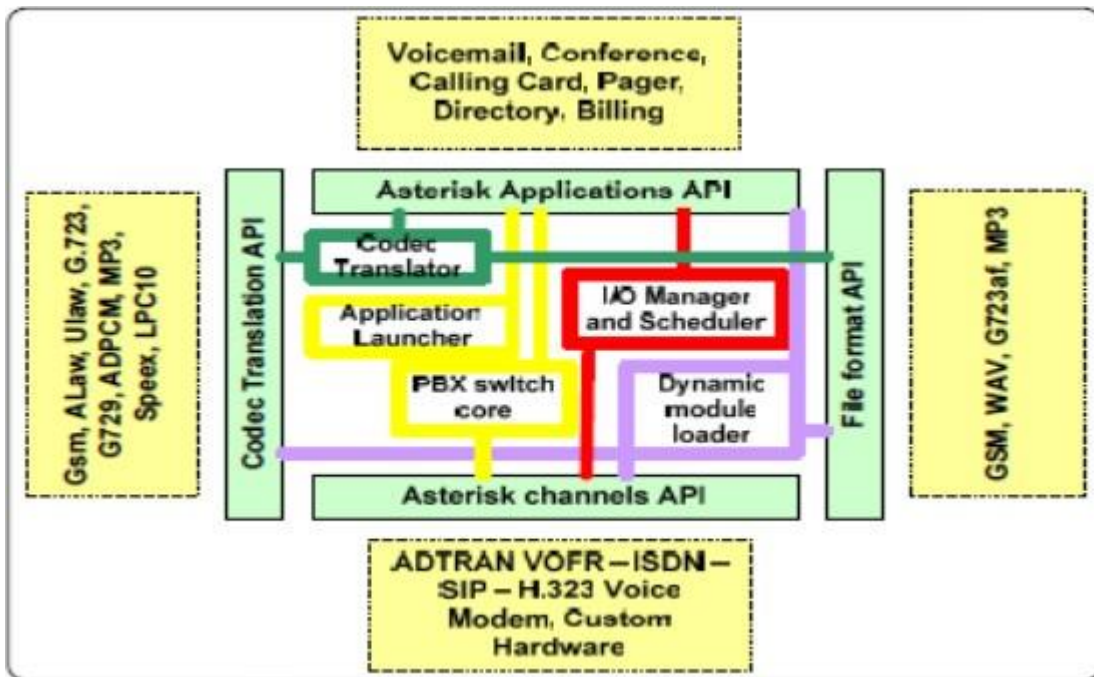 Voicemail, Conference,
Calling Card, Pager,
Directory, Billing
Asterisk Applications API
Gsm, ALaw, Ulaw, G.723,
G729, ADPCM, MP3,
Speex, LPC10
Codec Translation API
Codec
Translator
Application
Launcher
PBX switch
core
I/O Manager
and Scheduler
Dynamic
module
loader
File format API
GSM, WAV, G723af, MP3
Asterisk channels API
ADTRAN VOFR – ISDN –
SIP – H.323 Voice
Modem, Custom
Hardware